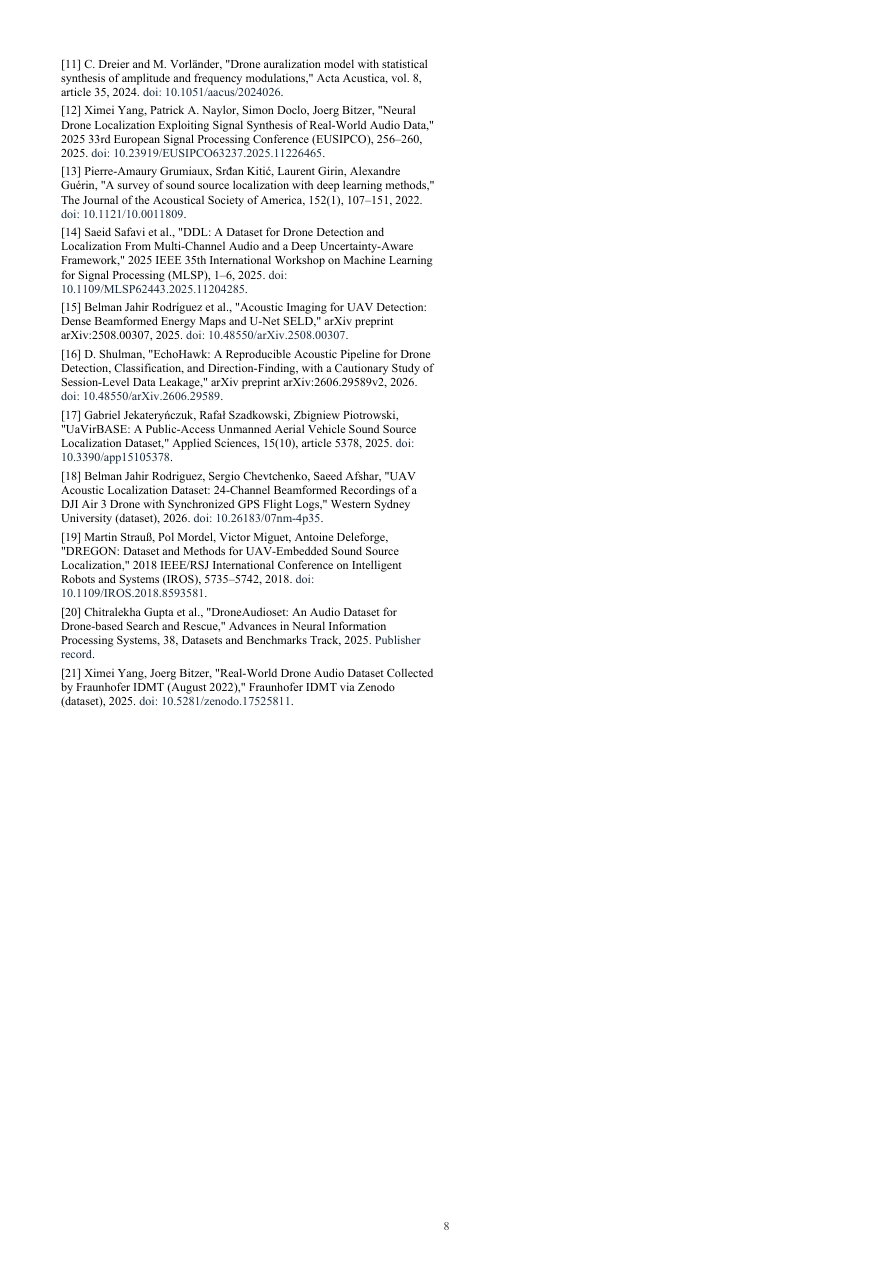 [11] C. Dreier and M. Vorländer, "Drone auralization model with statistical
synthesis of amplitude and frequency modulations," Acta Acustica, vol. 8,
article 35, 2024. doi: 10.1051/aacus/2024026.
[12] Ximei Yang, Patrick A. Naylor, Simon Doclo, Joerg Bitzer, "Neural
Drone Localization Exploiting Signal Synthesis of Real-World Audio Data,"
2025 33rd European Signal Processing Conference (EUSIPCO), 256–260,
2025. doi: 10.23919/EUSIPCO63237.2025.11226465.
[13] Pierre-Amaury Grumiaux, Srđan Kitić, Laurent Girin, Alexandre
Guérin, "A survey of sound source localization with deep learning methods,"
The Journal of the Acoustical Society of America, 152(1), 107–151, 2022.
doi: 10.1121/10.0011809.
[14] Saeid Safavi et al., "DDL: A Dataset for Drone Detection and
Localization From Multi-Channel Audio and a Deep Uncertainty-Aware
Framework," 2025 IEEE 35th International Workshop on Machine Learning
for Signal Processing (MLSP), 1–6, 2025. doi:
10.1109/MLSP62443.2025.11204285.
[15] Belman Jahir Rodríguez et al., "Acoustic Imaging for UAV Detection:
Dense Beamformed Energy Maps and U-Net SELD," arXiv preprint
arXiv:2508.00307, 2025. doi: 10.48550/arXiv.2508.00307.
[16] D. Shulman, "EchoHawk: A Reproducible Acoustic Pipeline for Drone
Detection, Classification, and Direction-Finding, with a Cautionary Study of
Session-Level Data Leakage," arXiv preprint arXiv:2606.29589v2, 2026.
doi: 10.48550/arXiv.2606.29589.
[17] Gabriel Jekateryńczuk, Rafał Szadkowski, Zbigniew Piotrowski,
"UaVirBASE: A Public-Access Unmanned Aerial Vehicle Sound Source
Localization Dataset," Applied Sciences, 15(10), article 5378, 2025. doi:
10.3390/app15105378.
[18] Belman Jahir Rodriguez, Sergio Chevtchenko, Saeed Afshar, "UAV
Acoustic Localization Dataset: 24-Channel Beamformed Recordings of a
DJI Air 3 Drone with Synchronized GPS Flight Logs," Western Sydney
University (dataset), 2026. doi: 10.26183/07nm-4p35.
[19] Martin Strauß, Pol Mordel, Victor Miguet, Antoine Deleforge,
"DREGON: Dataset and Methods for UAV-Embedded Sound Source
Localization," 2018 IEEE/RSJ International Conference on Intelligent
Robots and Systems (IROS), 5735–5742, 2018. doi:
10.1109/IROS.2018.8593581.
[20] Chitralekha Gupta et al., "DroneAudioset: An Audio Dataset for
Drone-based Search and Rescue," Advances in Neural Information
Processing Systems, 38, Datasets and Benchmarks Track, 2025. Publisher
record.
[21] Ximei Yang, Joerg Bitzer, "Real-World Drone Audio Dataset Collected
by Fraunhofer IDMT (August 2022)," Fraunhofer IDMT via Zenodo
(dataset), 2025. doi: 10.5281/zenodo.17525811.
8